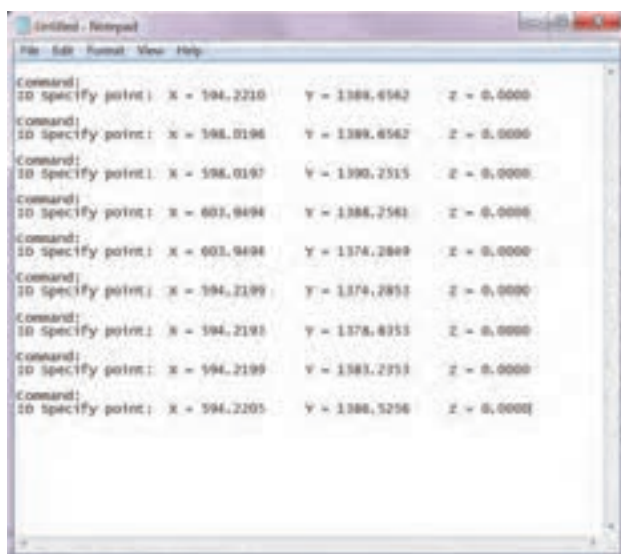 Untitled - Notepad
File Edit Format View Help
Command:
ID Specify point: X = 594.2210 Y = 1389.6562 Z = 0.0000
Command:
ID Specify point: X = 598.0196 Y = 1389.6562 Z = 0.0000
Command:
ID Specify point: X = 598.0197 Y = 1390.2515 Z = 0.0000
Command:
ID Specify point: X = 603.9494 Y = 1388.2561 Z = 0.0000
Command:
ID Specify point: X = 603.9494 Y = 1374.2849 Z = 0.0000
Command:
ID Specify point: X = 594.2199 Y = 1374.2853 Z = 0.0000
Command:
ID Specify point: X = 594.2193 Y = 1378.8353 Z = 0.0000
Command:
ID Specify point: X = 594.2199 Y = 1383.2353 Z = 0.0000
Command:
ID Specify point: X = 594.2205 Y = 1386.5256 Z = 0.0000